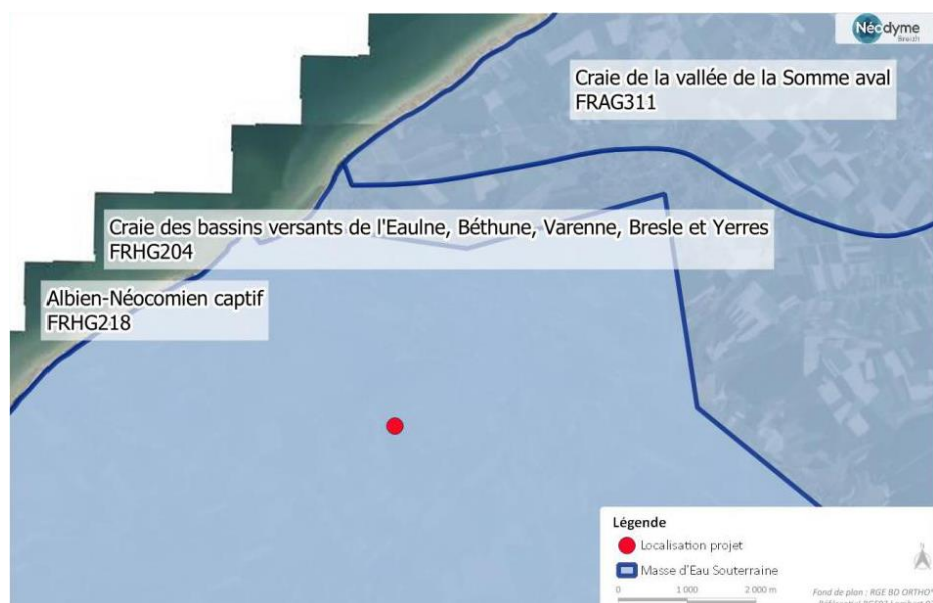 Néodyme
Breizh
Craie de la vallée de la Somme aval
FRAG311
Craie des bassins versants de l'Eaulne, Béthune, Varenne, Bresle et Yerres
FRHG204
Albien-Néocomien captif
FRHG218
Légende
Localisation projet
Masse d'Eau Souterraine
0 1 000 2 000 m
Fond de plan : RGE BD ORTHO®